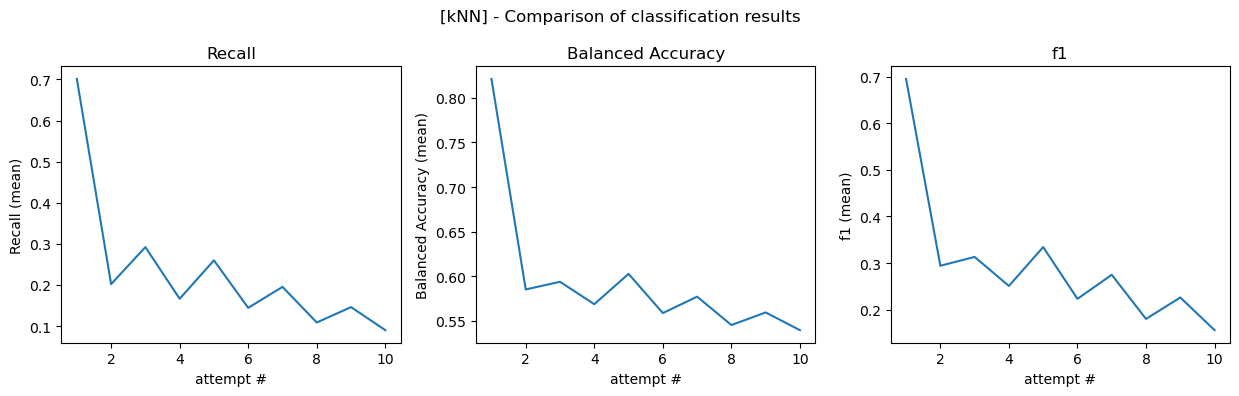 [kNN] - Comparison of classification results
Recall
Recall (mean)
0.7
0.6
0.5
0.4
0.3
0.2
0.1
2 4 6 8 10
attempt #
Balanced Accuracy
Balanced Accuracy (mean)
0.80
0.75
0.70
0.65
0.60
0.55
2 4 6 8 10
attempt #
f1
f1 (mean)
0.7
0.6
0.5
0.4
0.3
0.2
2 4 6 8 10
attempt #